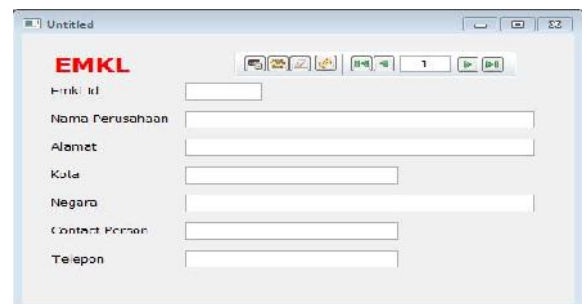 Untitled
EMKL
1
Emkl Id
Nama Perusahaan
Alamat
Kota
Negara
Contact Person
Telepon